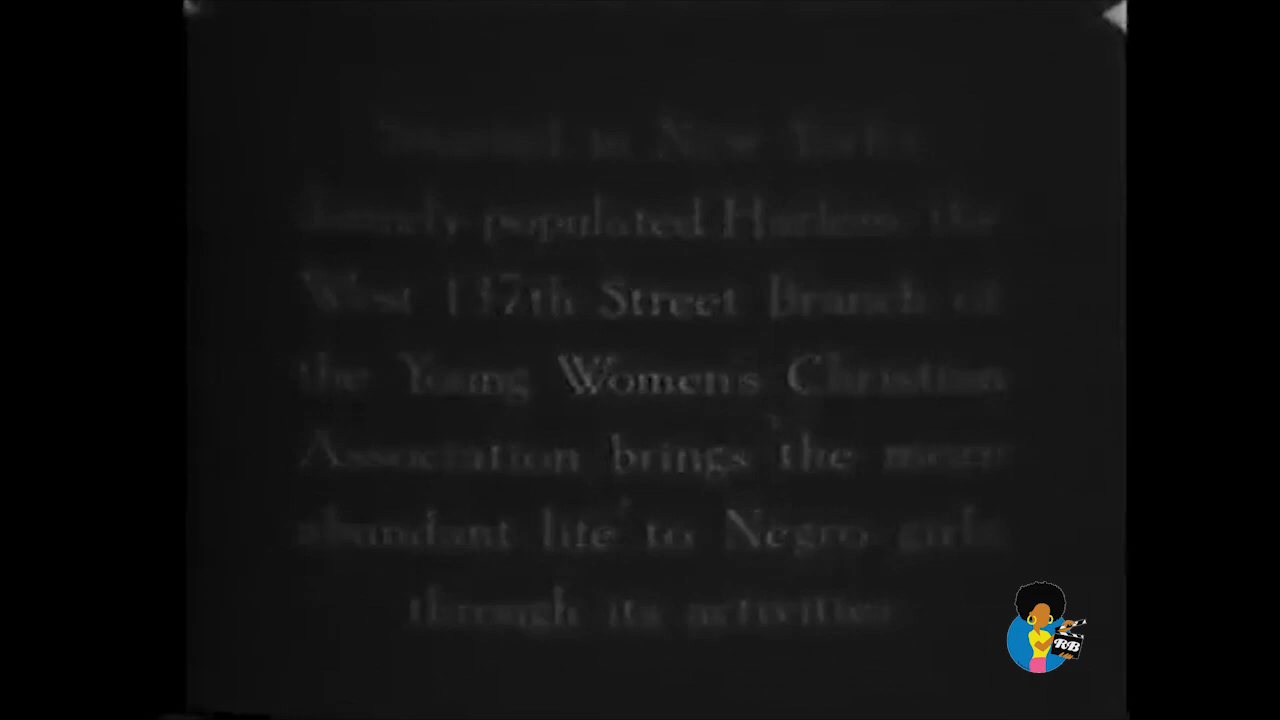 Situated in New York's
densely populated Harlem, the
West 137th Street Branch of
the Young Women's Christian
Association brings "the more
abundant life" to Negro girls
through its activities
RB